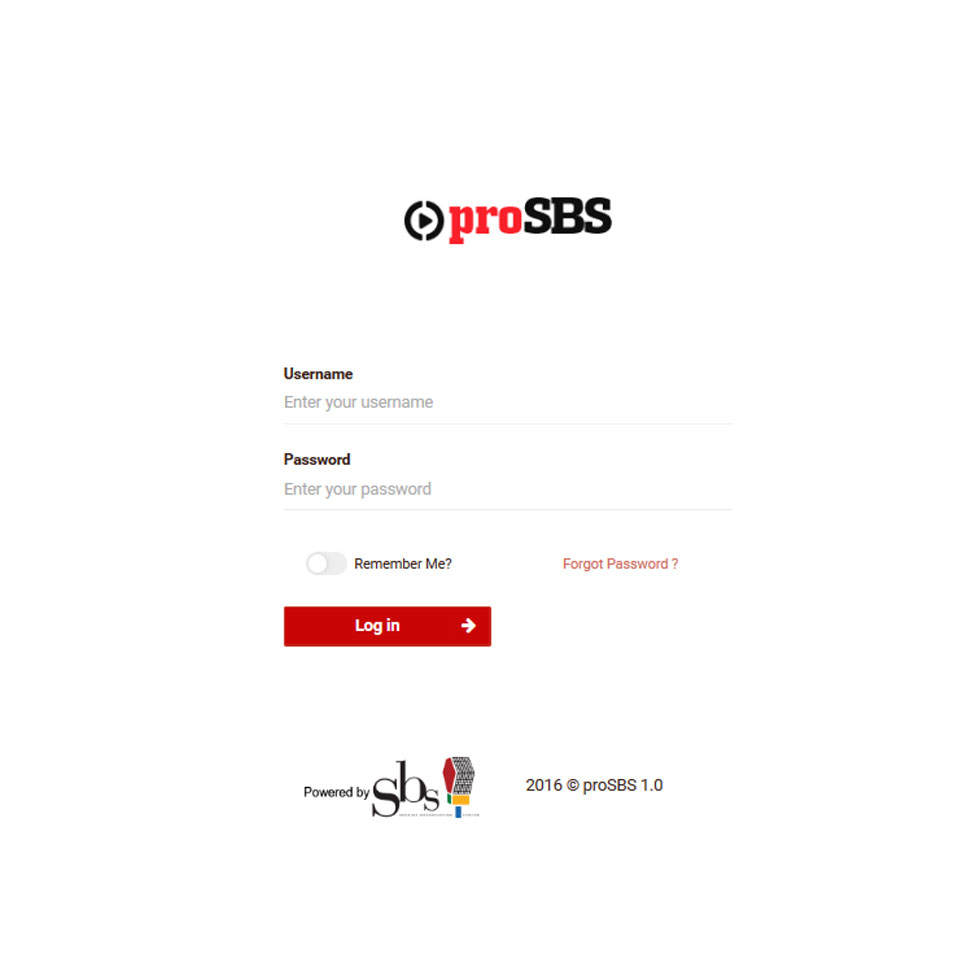 proSBS
Username
Enter your username
Password
Enter your password
Remember Me?
Forgot Password ?
Log in
Powered by sbs
2016 © proSBS 1.0